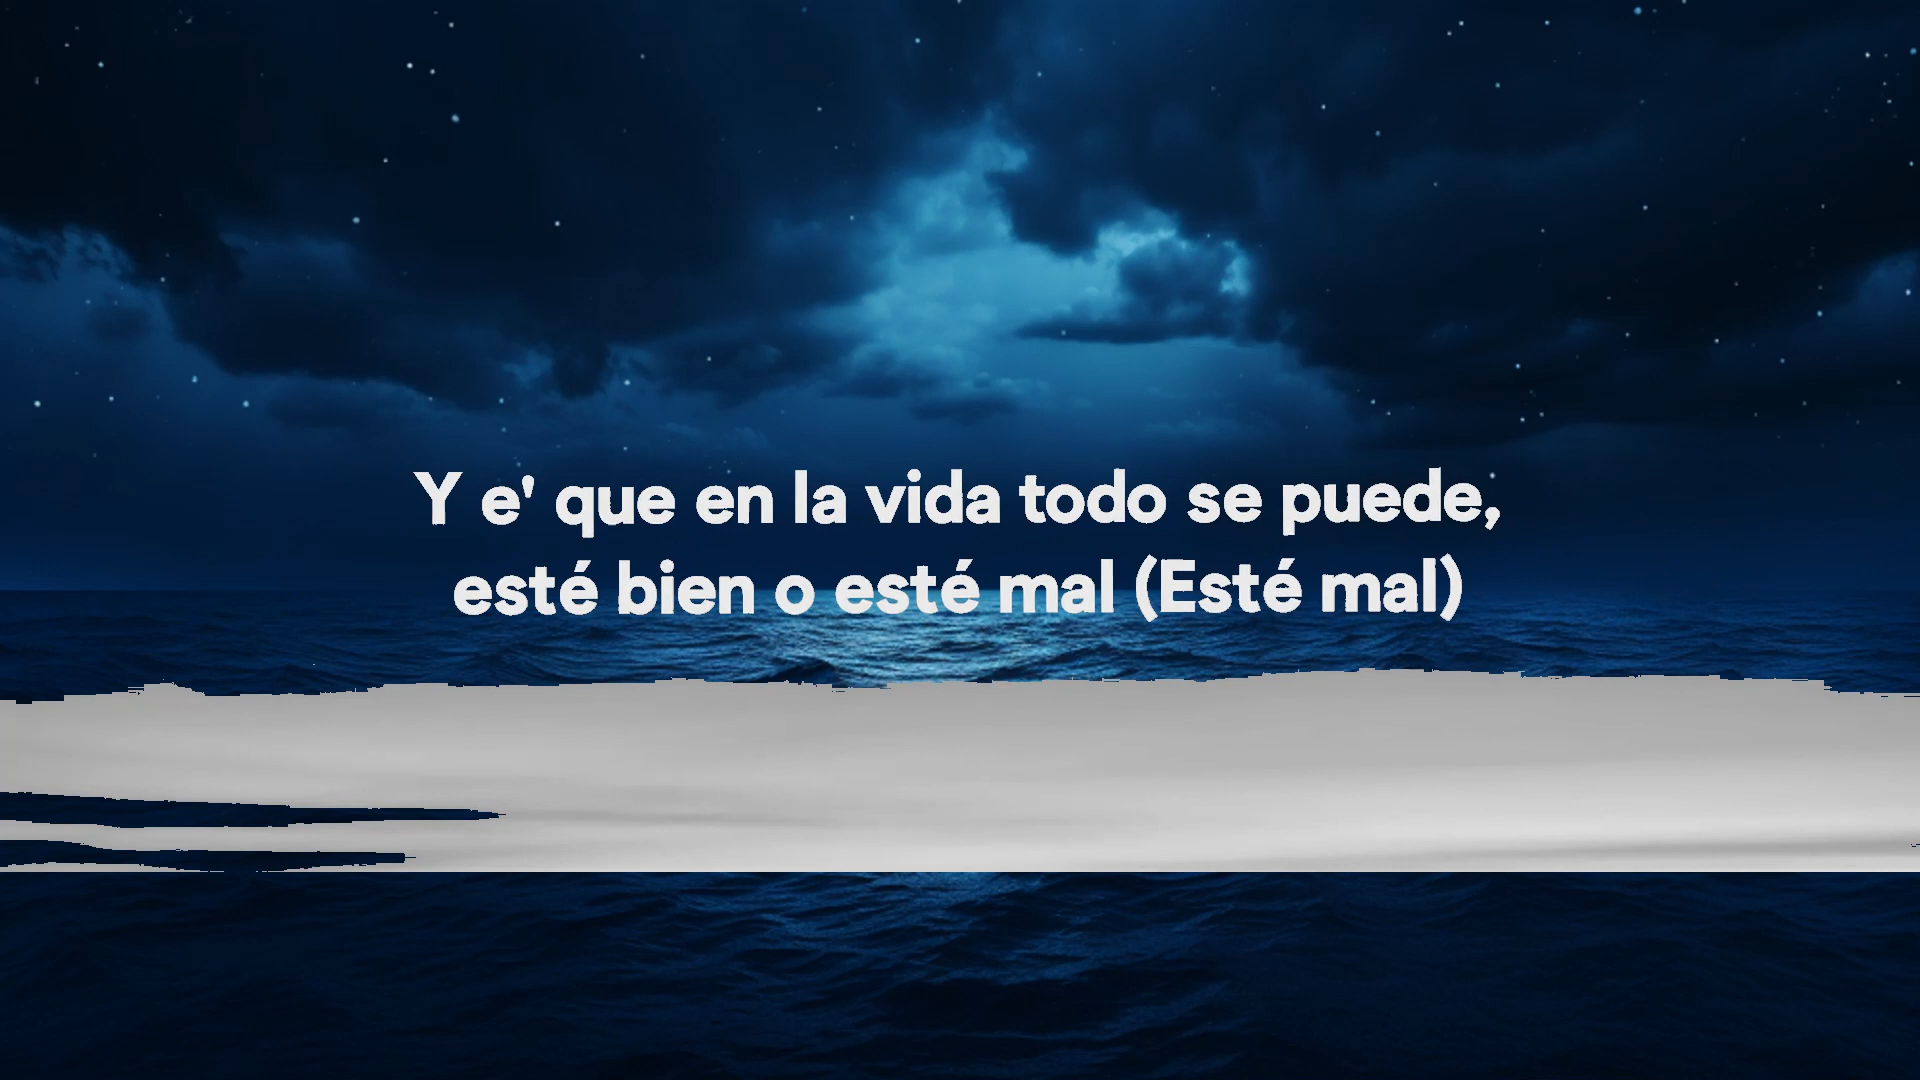 Y e' que en la vida todo se puede,
esté bien o esté mal (Esté mal)